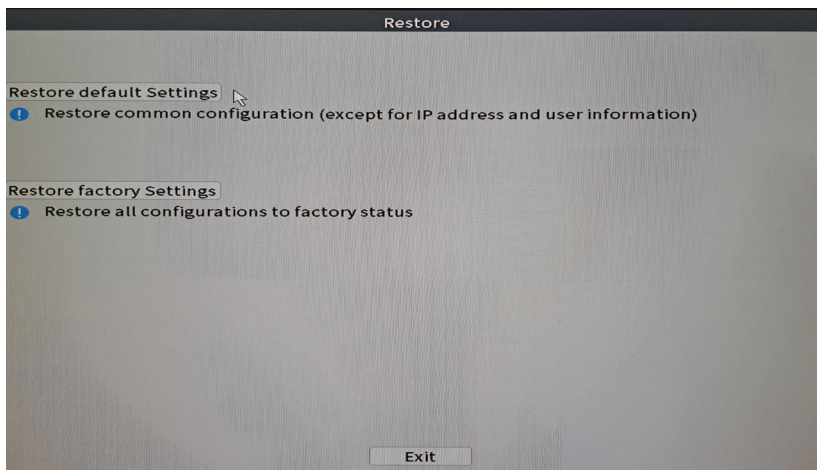 Restore
Restore default Settings
Restore common configuration (except for IP address and user information)
Restore factory Settings
Restore all configurations to factory status
Exit